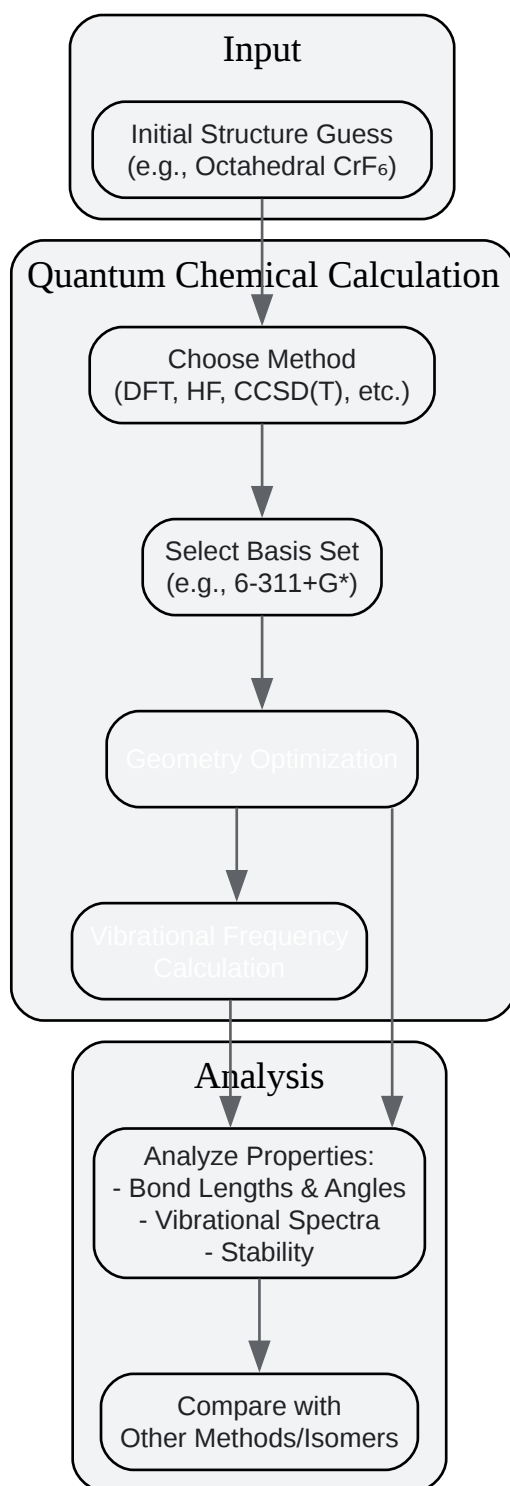 Input
Initial Structure Guess
(e.g., Octahedral CrF₆)
Quantum Chemical Calculation
Choose Method
(DFT, HF, CCSD(T), etc.)
Select Basis Set
(e.g., 6-311+G*)
Geometry Optimization
Vibrational Frequency
Calculation
Analysis
Analyze Properties:
- Bond Lengths & Angles
- Vibrational Spectra
- Stability
Compare with
Other Methods/Isomers